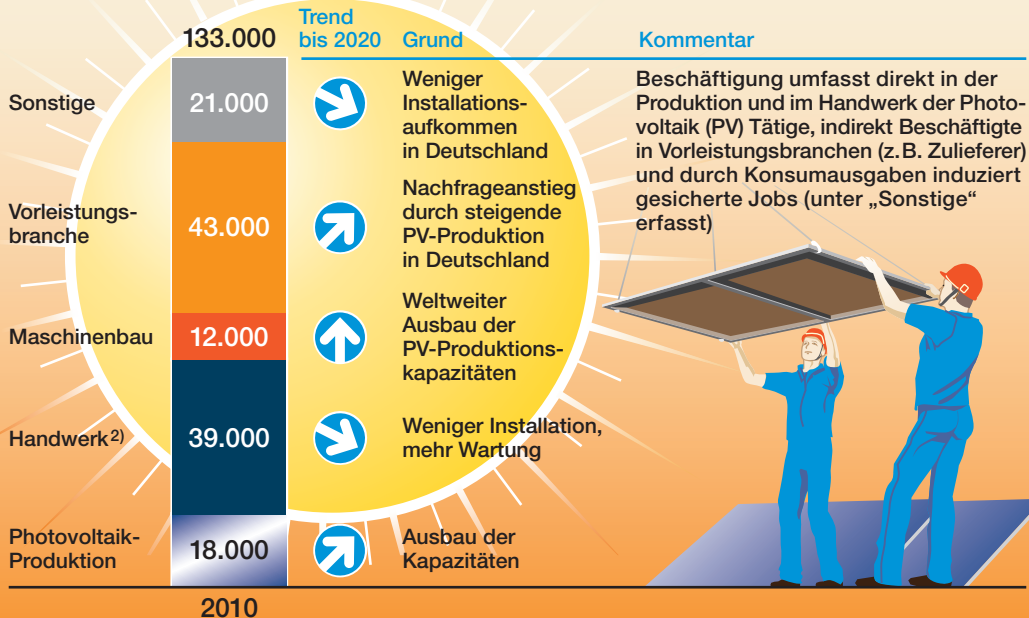 133.000
Trend
bis 2020
Grund
Kommentar
Sonstige
21.000
Weniger
Installations-
aufkommen
in Deutschland
Beschäftigung umfasst direkt in der
Produktion und im Handwerk der Photo-
voltaik (PV) Tätige, indirekt Beschäftigte
in Vorleistungsbranchen (z.B. Zulieferer)
und durch Konsumausgaben induziert
gesicherte Jobs (unter „Sonstige“
erfasst)
Vorleistungs-
branche
43.000
Nachfrageanstieg
durch steigende
PV-Produktion
in Deutschland
Maschinenbau
12.000
Weltweiter
Ausbau der
PV-Produktions-
kapazitäten
Handwerk2)
39.000
Weniger Installation,
mehr Wartung
Photovoltaik-
Produktion
18.000
Ausbau der
Kapazitäten
2010